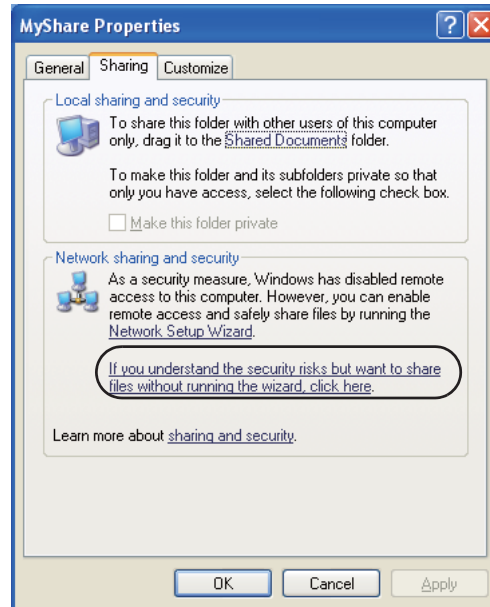 MyShare Properties
General Sharing Customize
Local sharing and security
To share this folder with other users of this computer
only, drag it to the Shared Documents folder.
To make this folder and its subfolders private so that
only you have access, select the following check box.
Make this folder private
Network sharing and security
As a security measure, Windows has disabled remote
access to this computer. However, you can enable
remote access and safely share files by running the
Network Setup Wizard.
If you understand the security risks but want to share
files without running the wizard, click here.
Learn more about sharing and security.
OK Cancel Apply